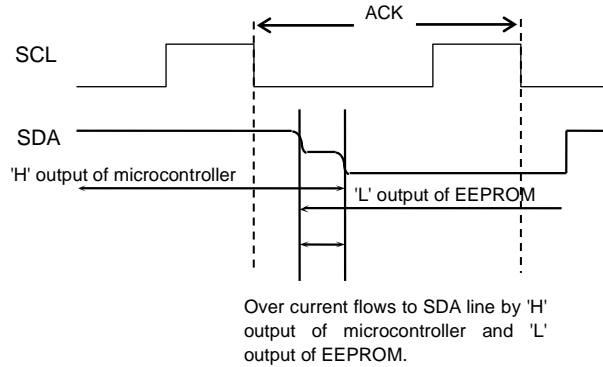 ACK
SCL
SDA
'H' output of microcontroller
'L' output of EEPROM
Over current flows to SDA line by 'H'
output of microcontroller and 'L'
output of EEPROM.